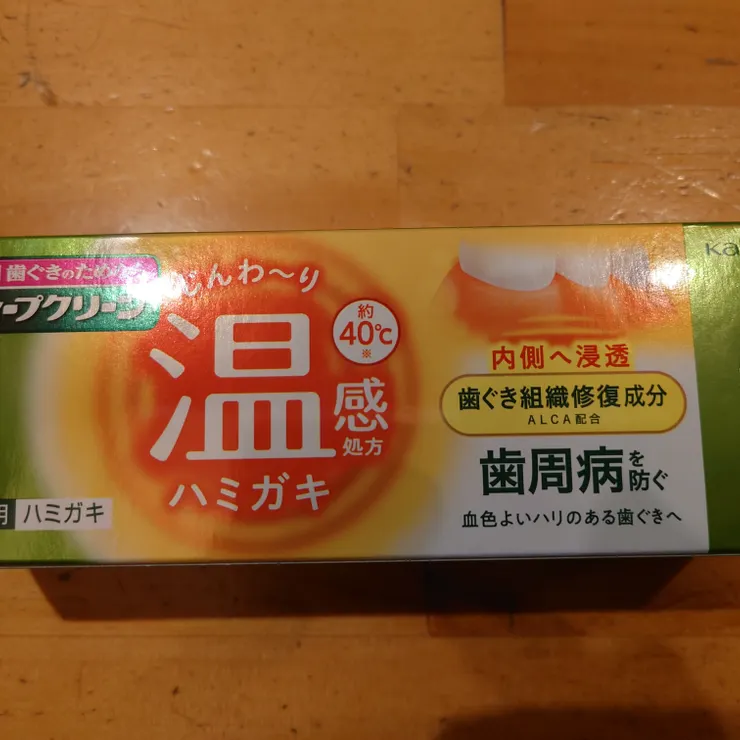 歯ぐきのための
ープクリーン
じんわ〜り
温感
処方
ハミガキ
約
40℃
※
用 ハミガキ
内側へ浸透
歯ぐき組織修復成分
ALCA配合
歯周病を防ぐ
血色よいハリのある歯ぐきへ
Ka